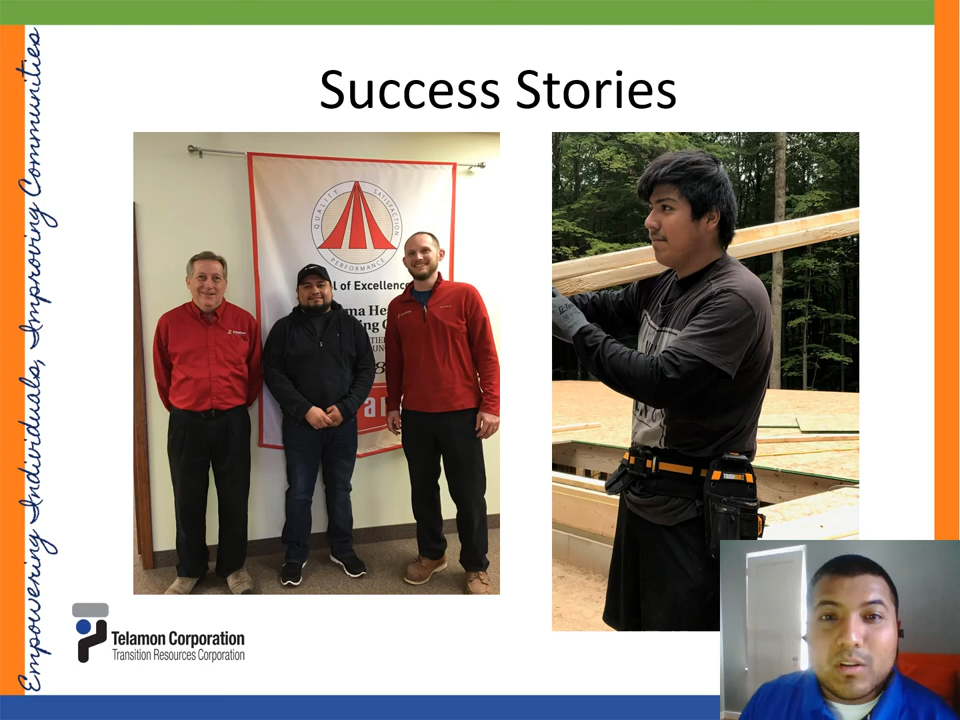 Success Stories
Empowering Individuals, Improving Communities
QUALITY
SATISFACTION
PERFORMANCE
of Excellence
Telamon Corporation
Transition Resources Corporation